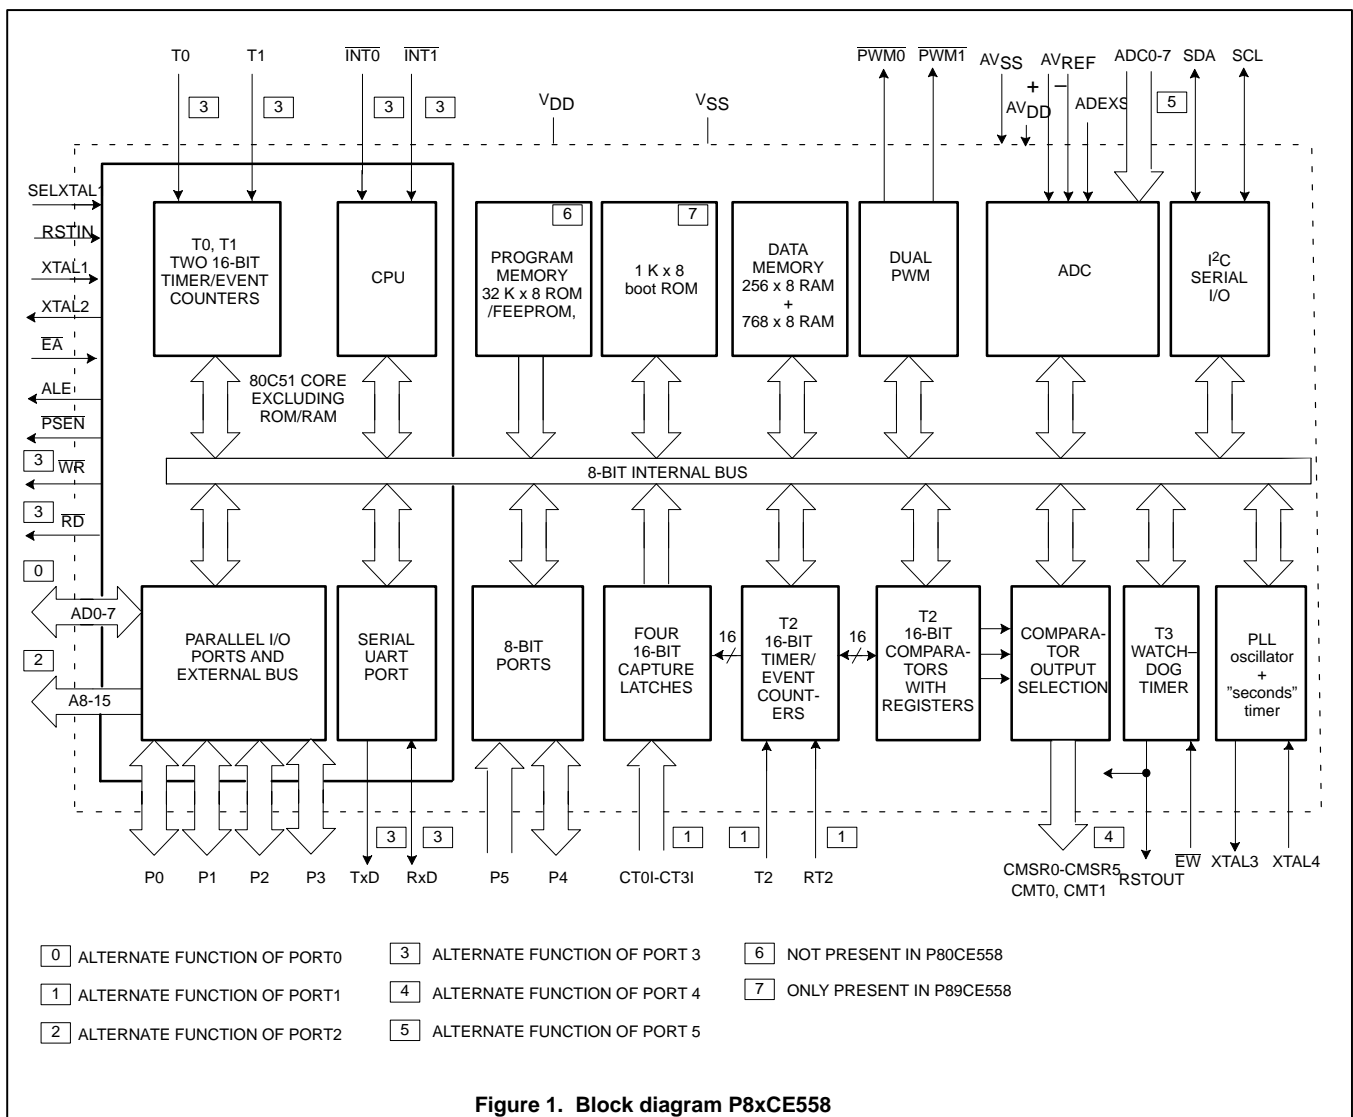 T0 T1 INT0 INT1 PWM0 PWM1 AVSS AVREF ADC0-7 SDA SCL
3 3 3 3 VDD VSS + − AVDD ADEXS 5
SELXTAL1
RSTIN
XTAL1
XTAL2
EA
ALE
PSEN
3 WR
3 RD
0
AD0-7
2
A8-15
T0, T1
TWO 16-BIT
TIMER/EVENT
COUNTERS
CPU
80C51 CORE
EXCLUDING
ROM/RAM
6
PROGRAM
MEMORY
32 K x 8 ROM
/FEEPROM,
7
1 K x 8
boot ROM
DATA
MEMORY
256 x 8 RAM
+
768 x 8 RAM
DUAL
PWM
ADC
I2C
SERIAL
I/O
8-BIT INTERNAL BUS
PARALLEL I/O
PORTS AND
EXTERNAL BUS
SERIAL
UART
PORT
8-BIT
PORTS
FOUR
16-BIT
CAPTURE
LATCHES
16
T2
16-BIT
TIMER/
EVENT
COUNT-
ERS
16
T2
16-BIT
COMPARA-
TORS
WITH
REGISTERS
COMPARA-
TOR
OUTPUT
SELECTION
T3
WATCH–
DOG
TIMER
PLL
oscillator
+
”seconds”
timer
3 3 1 1 1 4
P0 P1 P2 P3 TxD RxD P5 P4 CT0I-CT3I T2 RT2 CMSR0-CMSR5
CMT0, CMT1
RSTOUT EW XTAL3 XTAL4
0 ALTERNATE FUNCTION OF PORT0
1 ALTERNATE FUNCTION OF PORT1
2 ALTERNATE FUNCTION OF PORT2
3 ALTERNATE FUNCTION OF PORT 3
4 ALTERNATE FUNCTION OF PORT 4
5 ALTERNATE FUNCTION OF PORT 5
6 NOT PRESENT IN P80CE558
7 ONLY PRESENT IN P89CE558
Figure 1. Block diagram P8xCE558